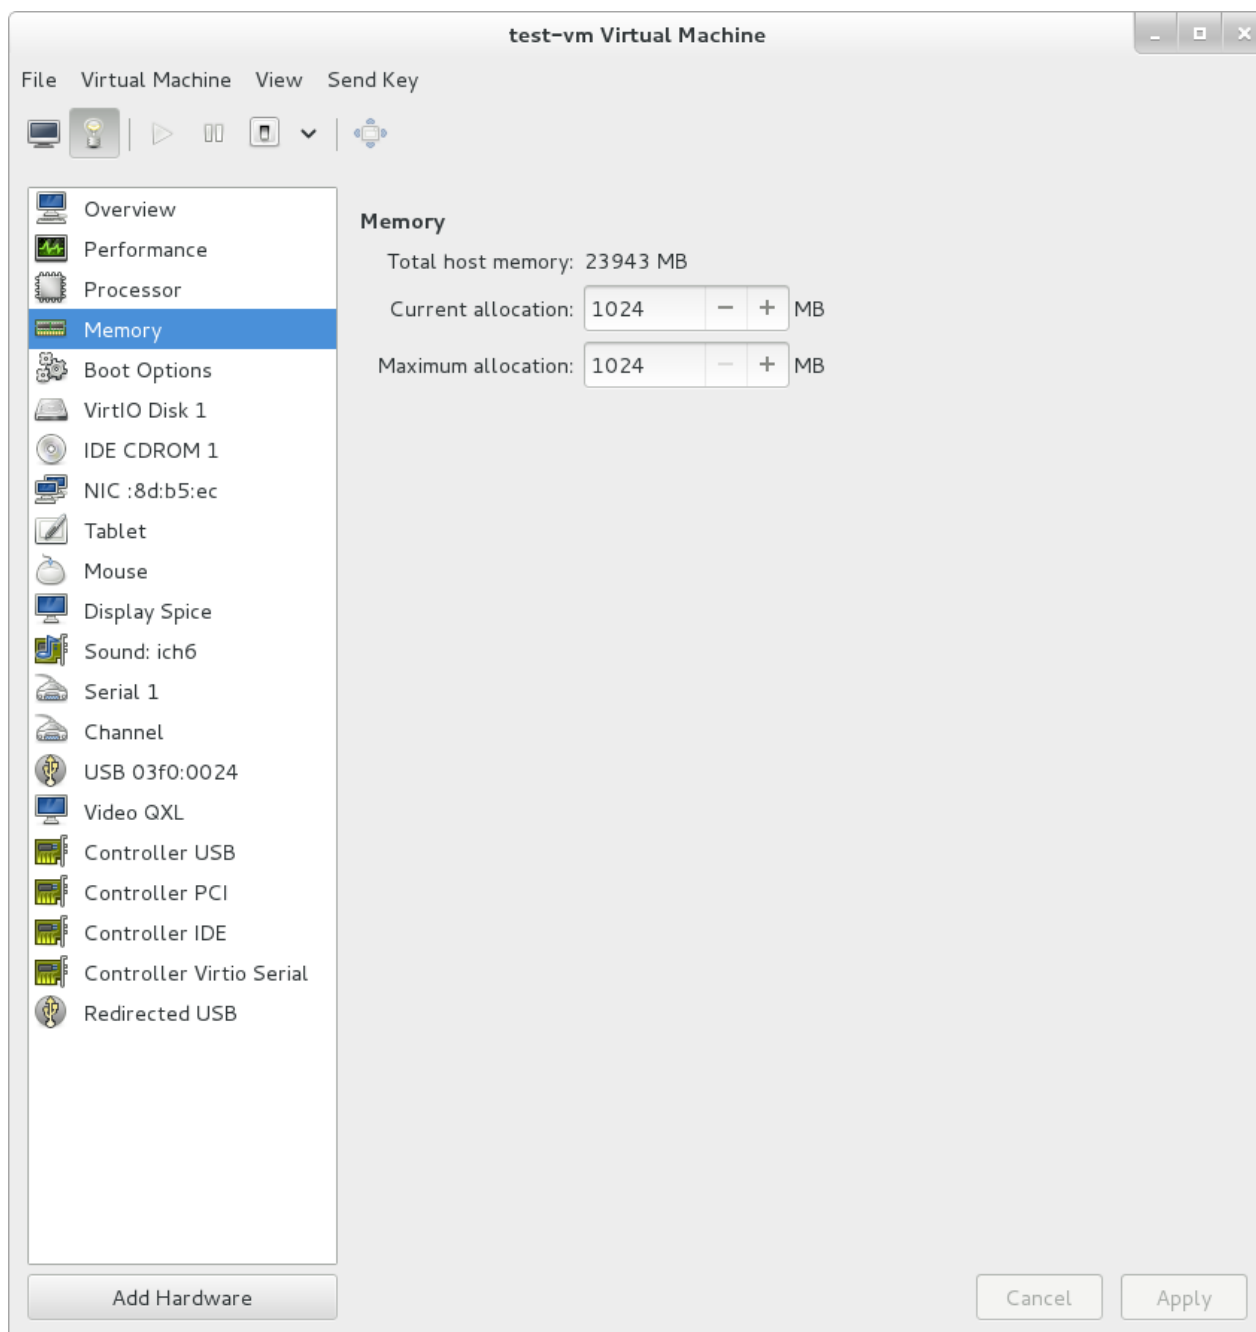 test-vm Virtual Machine
File Virtual Machine View Send Key
Overview
Performance
Processor
Memory
Boot Options
VirtIO Disk 1
IDE CDROM 1
NIC :8d:b5:ec
Tablet
Mouse
Display Spice
Sound: ich6
Serial 1
Channel
USB 03f0:0024
Video QXL
Controller USB
Controller PCI
Controller IDE
Controller Virtio Serial
Redirected USB
Add Hardware
Memory
Total host memory: 23943 MB
Current allocation: 1024 MB
Maximum allocation: 1024 MB
Cancel Apply